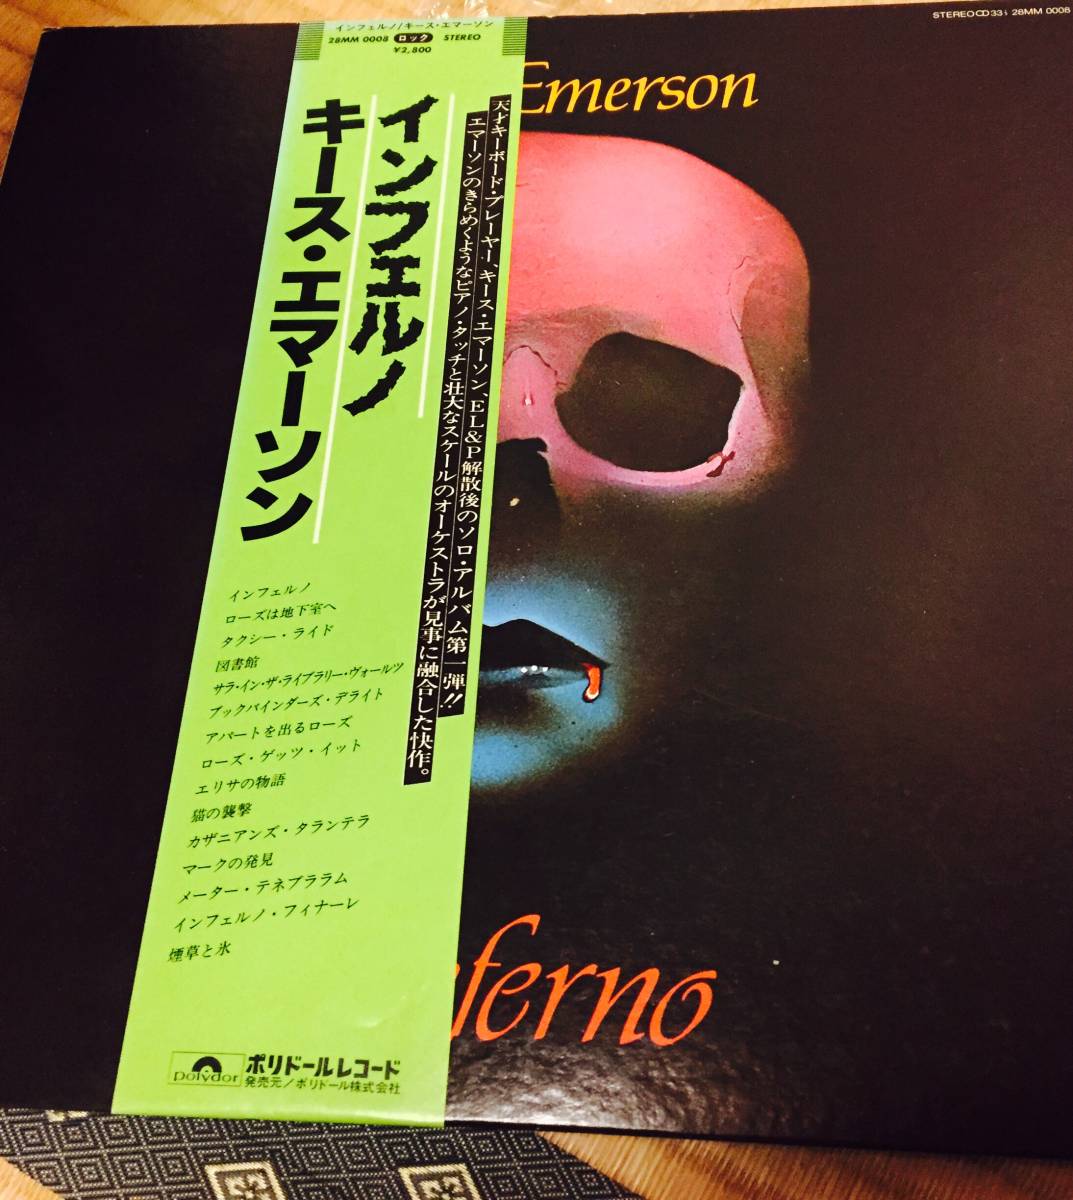 STEREO 33⅓ 28MM 0008
インフェルノ/キース・エマーソン
28MM 0008 ロック STEREO
¥2,800
Emerson
インフェルノ
キース・エマーソン
天才キーボード・プレーヤー、キース・エマーソン、EL&P解散後のソロ・アルバム第一弾!!
エマーソンのきらめくようなピアノ・タッチと壮大なスケールのオーケストラが見事に融合した快作。
インフェルノ
ローズは地下室へ
タクシー・ライド
図書館
サラ・イン・ザ・ライブラリー・ヴォールツ
ブックバインダーズ・デライト
アパートを出るローズ
ローズ・ゲッツ・イット
エリサの物語
猫の襲撃
カザニアンズ・タランテラ
マークの発見
メーター・テネブララム
インフェルノ・フィナーレ
煙草と氷
ferno
polydor ポリドールレコード
発売元/ポリドール株式会社